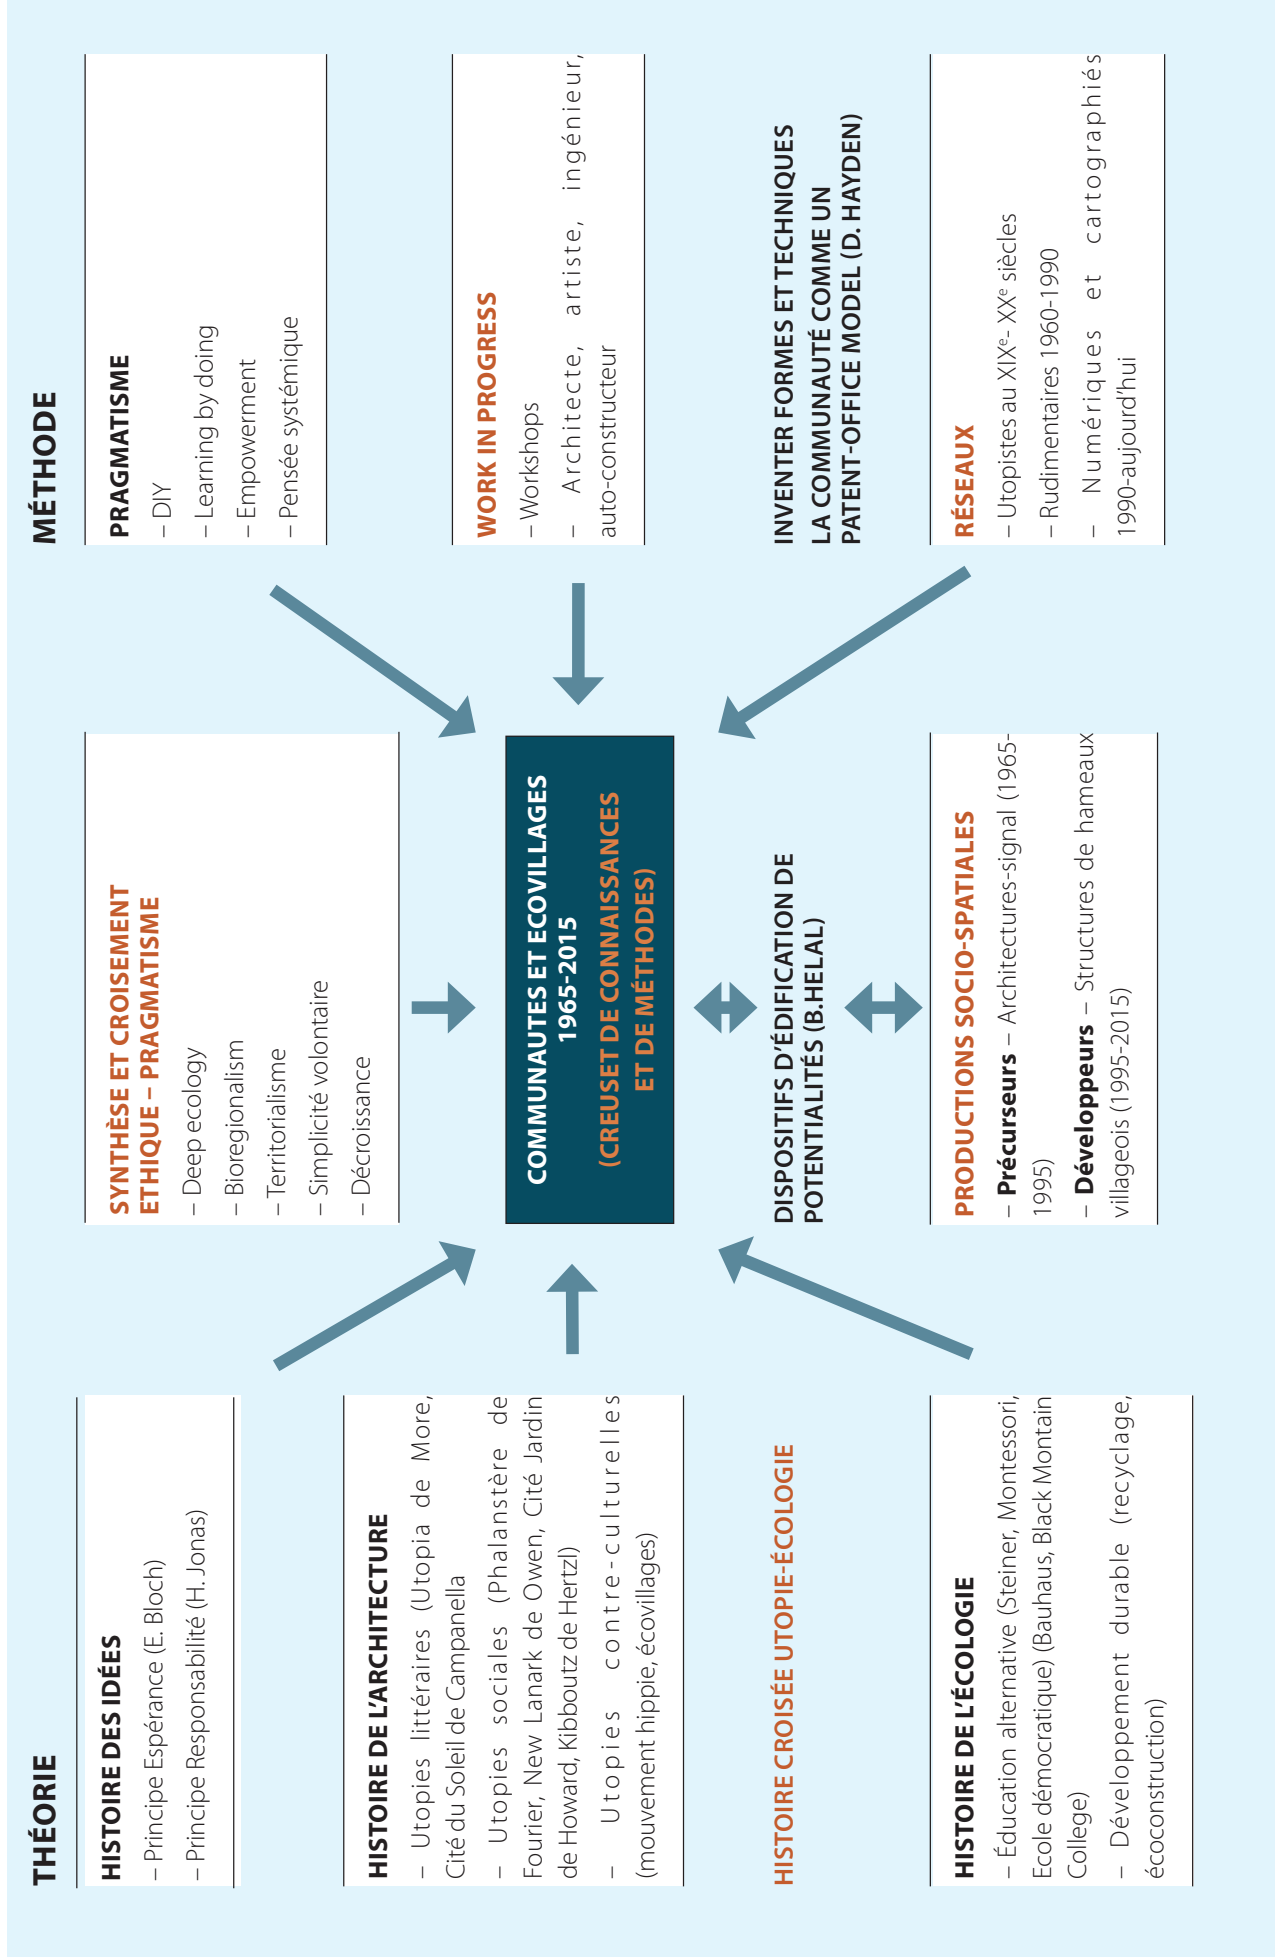 THÉORIE
HISTOIRE DES IDÉES
– Principe Espérance (E. Bloch)
– Principe Responsabilité (H. Jonas)
HISTOIRE DE L'ARCHITECTURE
– Utopies littéraires (Utopia de More,
Cité du Soleil de Campanella
– Utopies sociales (Phalanstère de
Fourier, New Lanark de Owen, Cité Jardin
de Howard, Kibboutz de Hertzl)
– Utopies contre-culturelles
(mouvement hippie, écovillages)
HISTOIRE CROISÉE UTOPIE-ÉCOLOGIE
HISTOIRE DE L'ÉCOLOGIE
– Éducation alternative (Steiner, Montessori,
Ecole démocratique) (Bauhaus, Black Montain
College)
– Développement durable (recyclage,
écoconstruction)
SYNTHÈSE ET CROISEMENT
ETHIQUE – PRAGMATISME
– Deep ecology
– Bioregionalism
– Territorialisme
– Simplicité volontaire
– Décroissance
COMMUNAUTES ET ECOVILLAGES
1965-2015
(CREUSET DE CONNAISSANCES
ET DE MÉTHODES)
DISPOSITIFS D'ÉDIFICATION DE
POTENTIALITÉS (B.HELAL)
PRODUCTIONS SOCIO-SPATIALES
– Précurseurs – Architectures-signal (1965-
1995)
– Développeurs – Structures de hameaux
villageois (1995-2015)
MÉTHODE
PRAGMATISME
– DIY
– Learning by doing
– Empowerment
– Pensée systémique
WORK IN PROGRESS
– Workshops
– Architecte, artiste, ingénieur,
auto-constructeur
INVENTER FORMES ET TECHNIQUES
LA COMMUNAUTÉ COMME UN
PATENT-OFFICE MODEL (D. HAYDEN)
RÉSEAUX
– Utopistes au XIXᵉ- XXᵉ siècles
– Rudimentaires 1960-1990
– Numériques et cartographiés
1990-aujourd'hui